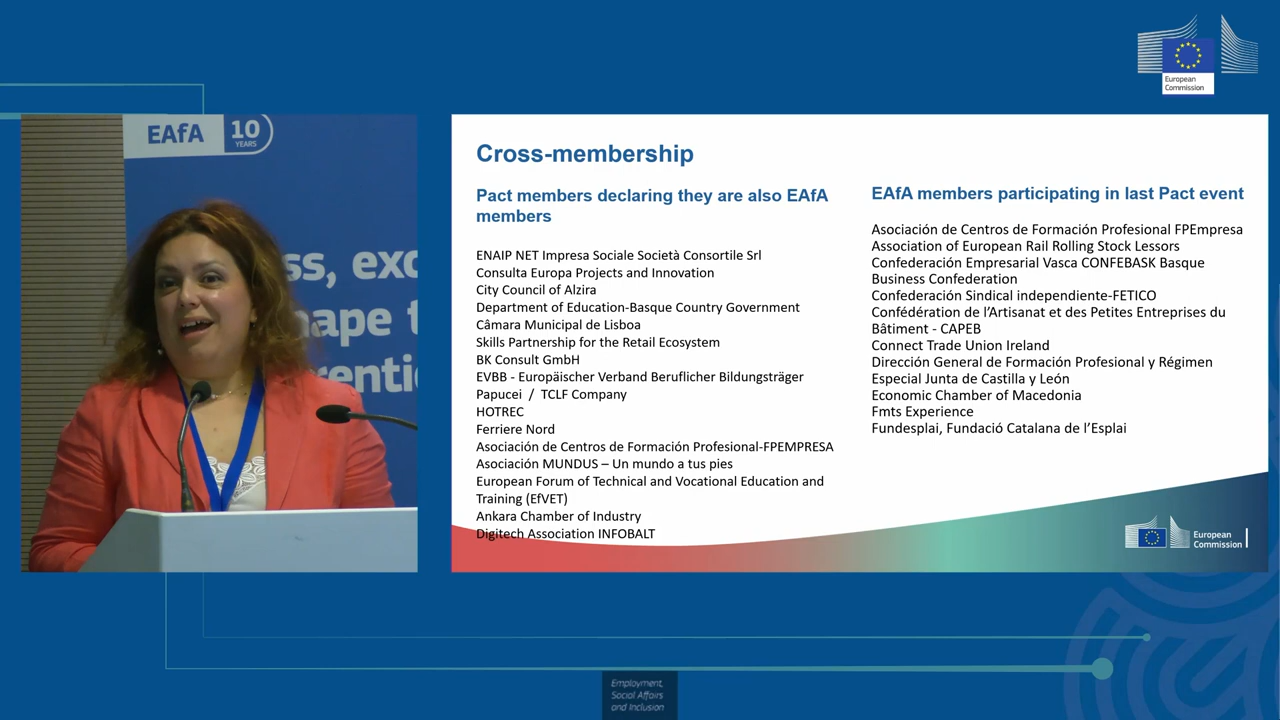 European
Commission
EAfA
10
YEARS
Cross-membership
Pact members declaring they are also EAfA
members
ENAIP NET Impresa Sociale Società Consortile Srl
Consulta Europa Projects and Innovation
City Council of Alzira
Department of Education-Basque Country Government
Câmara Municipal de Lisboa
Skills Partnership for the Retail Ecosystem
BK Consult GmbH
EVBB - Europäischer Verband Beruflicher Bildungsträger
Papucei / TCLF Company
HOTREC
Ferriere Nord
Asociación de Centros de Formación Profesional-FPEMPRESA
Asociación MUNDUS – Un mundo a tus pies
European Forum of Technical and Vocational Education and
Training (EfVET)
Ankara Chamber of Industry
Digitech Association INFOBALT
EAfA members participating in last Pact event
Asociación de Centros de Formación Profesional FPEmpresa
Association of European Rail Rolling Stock Lessors
Confederación Empresarial Vasca CONFEBASK Basque
Business Confederation
Confederación Sindical independiente-FETICO
Confédération de l’Artisanat et des Petites Entreprises du
Bâtiment - CAPEB
Connect Trade Union Ireland
Dirección General de Formación Profesional y Régimen
Especial Junta de Castilla y León
Economic Chamber of Macedonia
Fmts Experience
Fundesplai, Fundació Catalana de l’Esplai
European
Commission
Employment,
Social Affairs
and Inclusion